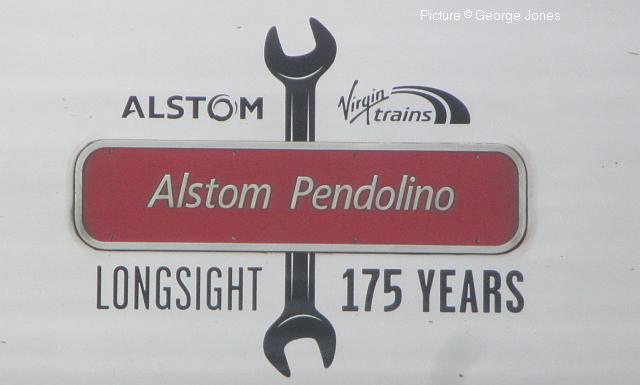 Picture © George Jones
ALSTOM
Virgin trains
Alstom Pendolino
LONGSIGHT 175 YEARS